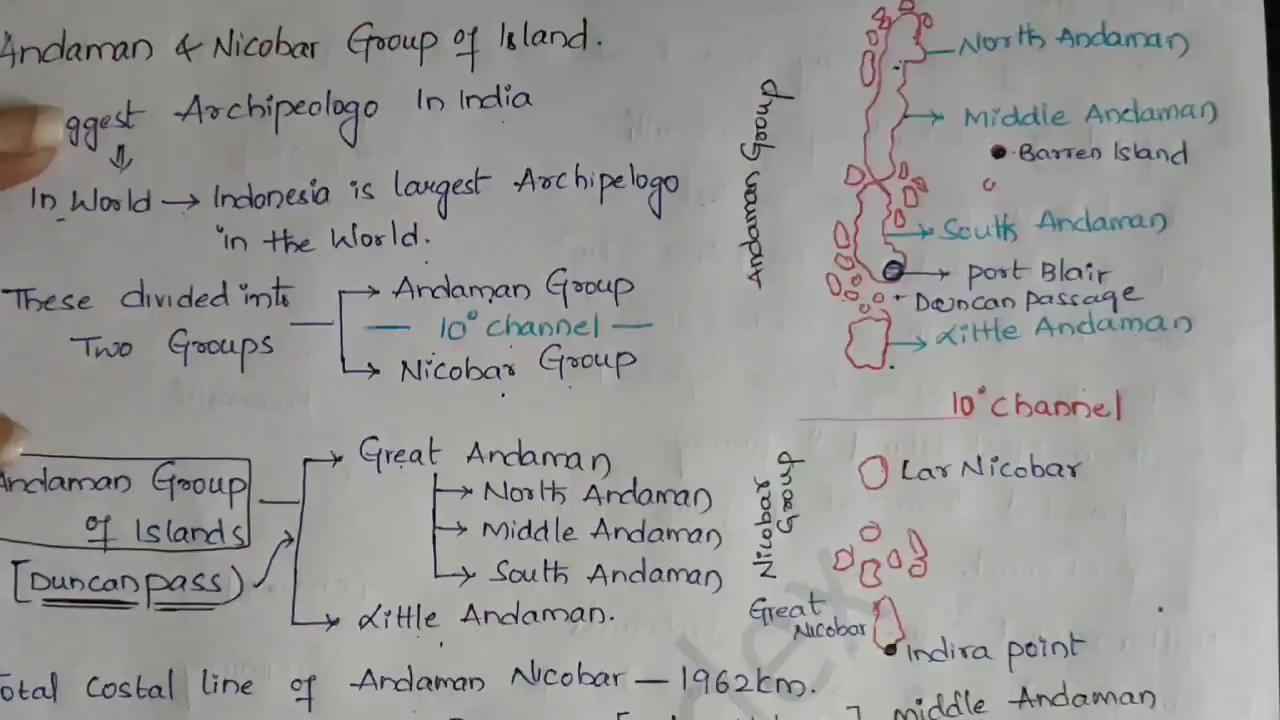 Andaman & Nicobar Group of Island.
ggest Archipeologo In India
In World → Indonesia is largest Archipelogo
in the World.
These divided into
Two Groups
Andaman Group
10° channel
Nicobar Group
Andaman Group
of Islands
[Duncan pass)
Great Andaman
North Andaman
Middle Andaman
South Andaman
Little Andaman.
Total costal line of Andaman Nicobar – 1962km.
Andaman Group
North Andaman
Middle Andaman
Barren Island
South Andaman
Port Blair
Duncan passage
Little Andaman
10° channel
Nicobar
Group
Car Nicobar
Great
Nicobar
Indira point
middle Andaman